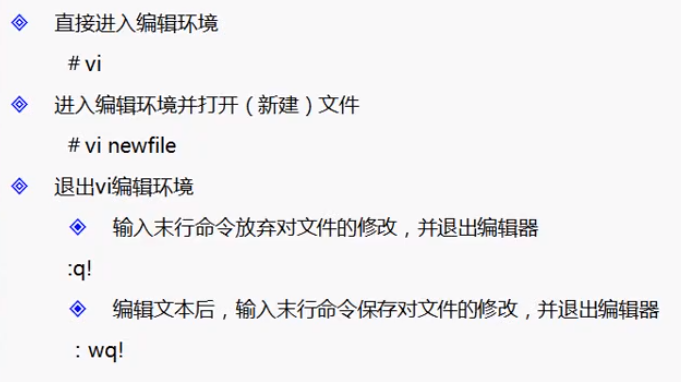 直接进入编辑环境
# vi
进入编辑环境并打开（新建）文件
# vi newfile
退出vi编辑环境
输入末行命令放弃对文件的修改，并退出编辑器
:q!
编辑文本后，输入末行命令保存对文件的修改，并退出编辑器
：wq!